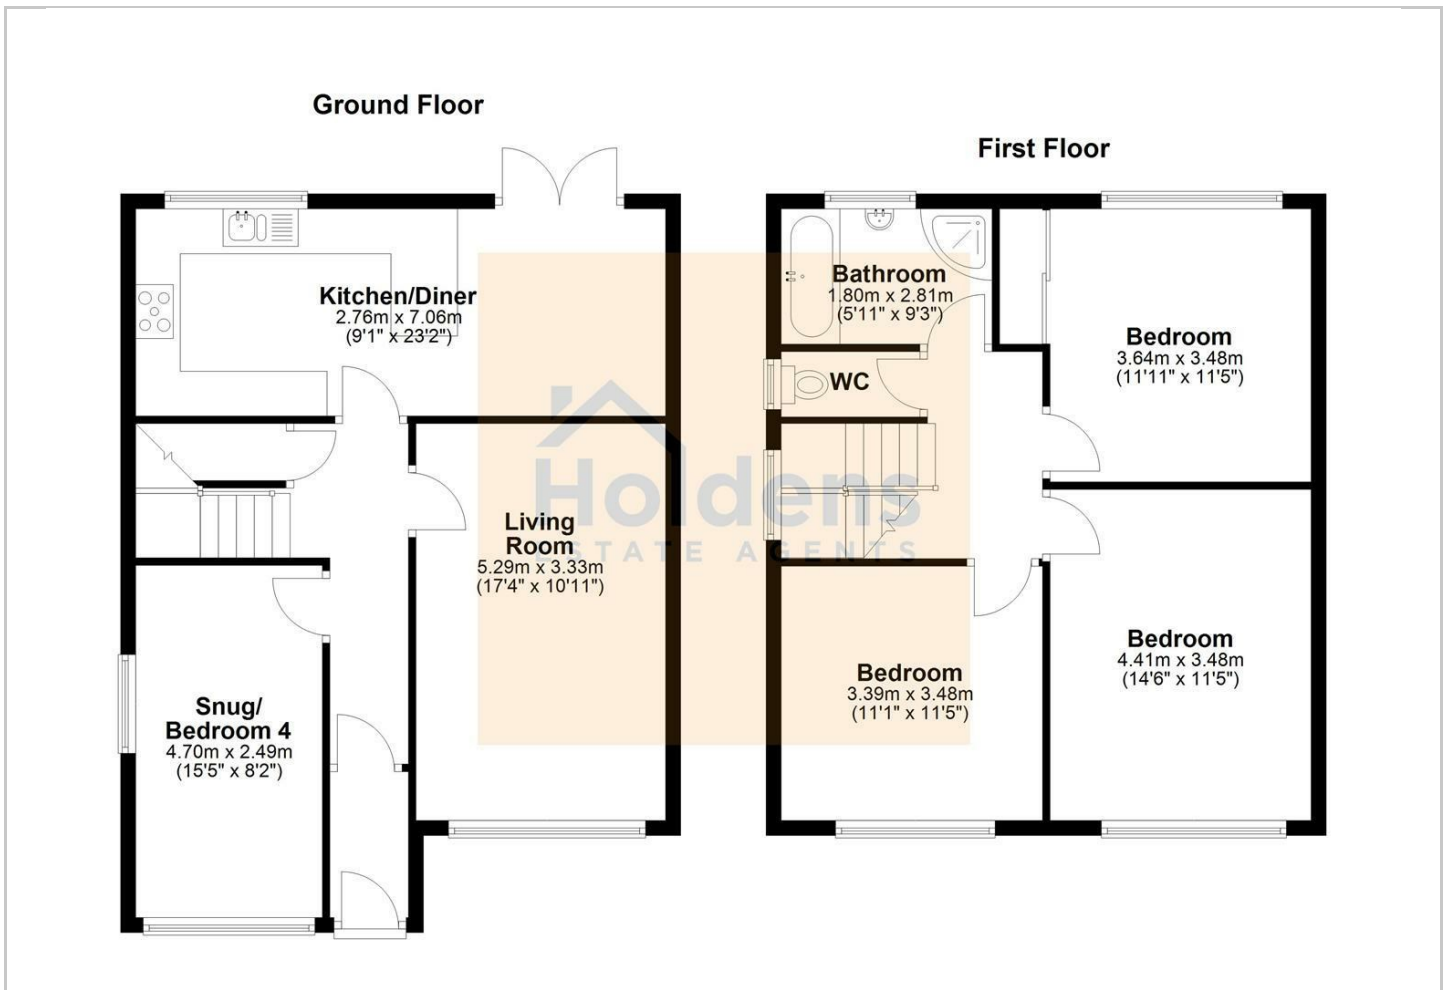 Ground Floor
Kitchen/Diner
2.76m x 7.06m
(9'1" x 23'2")
Living
Room
5.29m x 3.33m
(17'4" x 10'11")
Snug/
Bedroom 4
4.70m x 2.49m
(15'5" x 8'2")
First Floor
Bathroom
1.80m x 2.81m
(5'11" x 9'3")
WC
Bedroom
3.64m x 3.48m
(11'11" x 11'5")
Bedroom
3.39m x 3.48m
(11'1" x 11'5")
Bedroom
4.41m x 3.48m
(14'6" x 11'5")
Holdens
ESTATE AGENTS